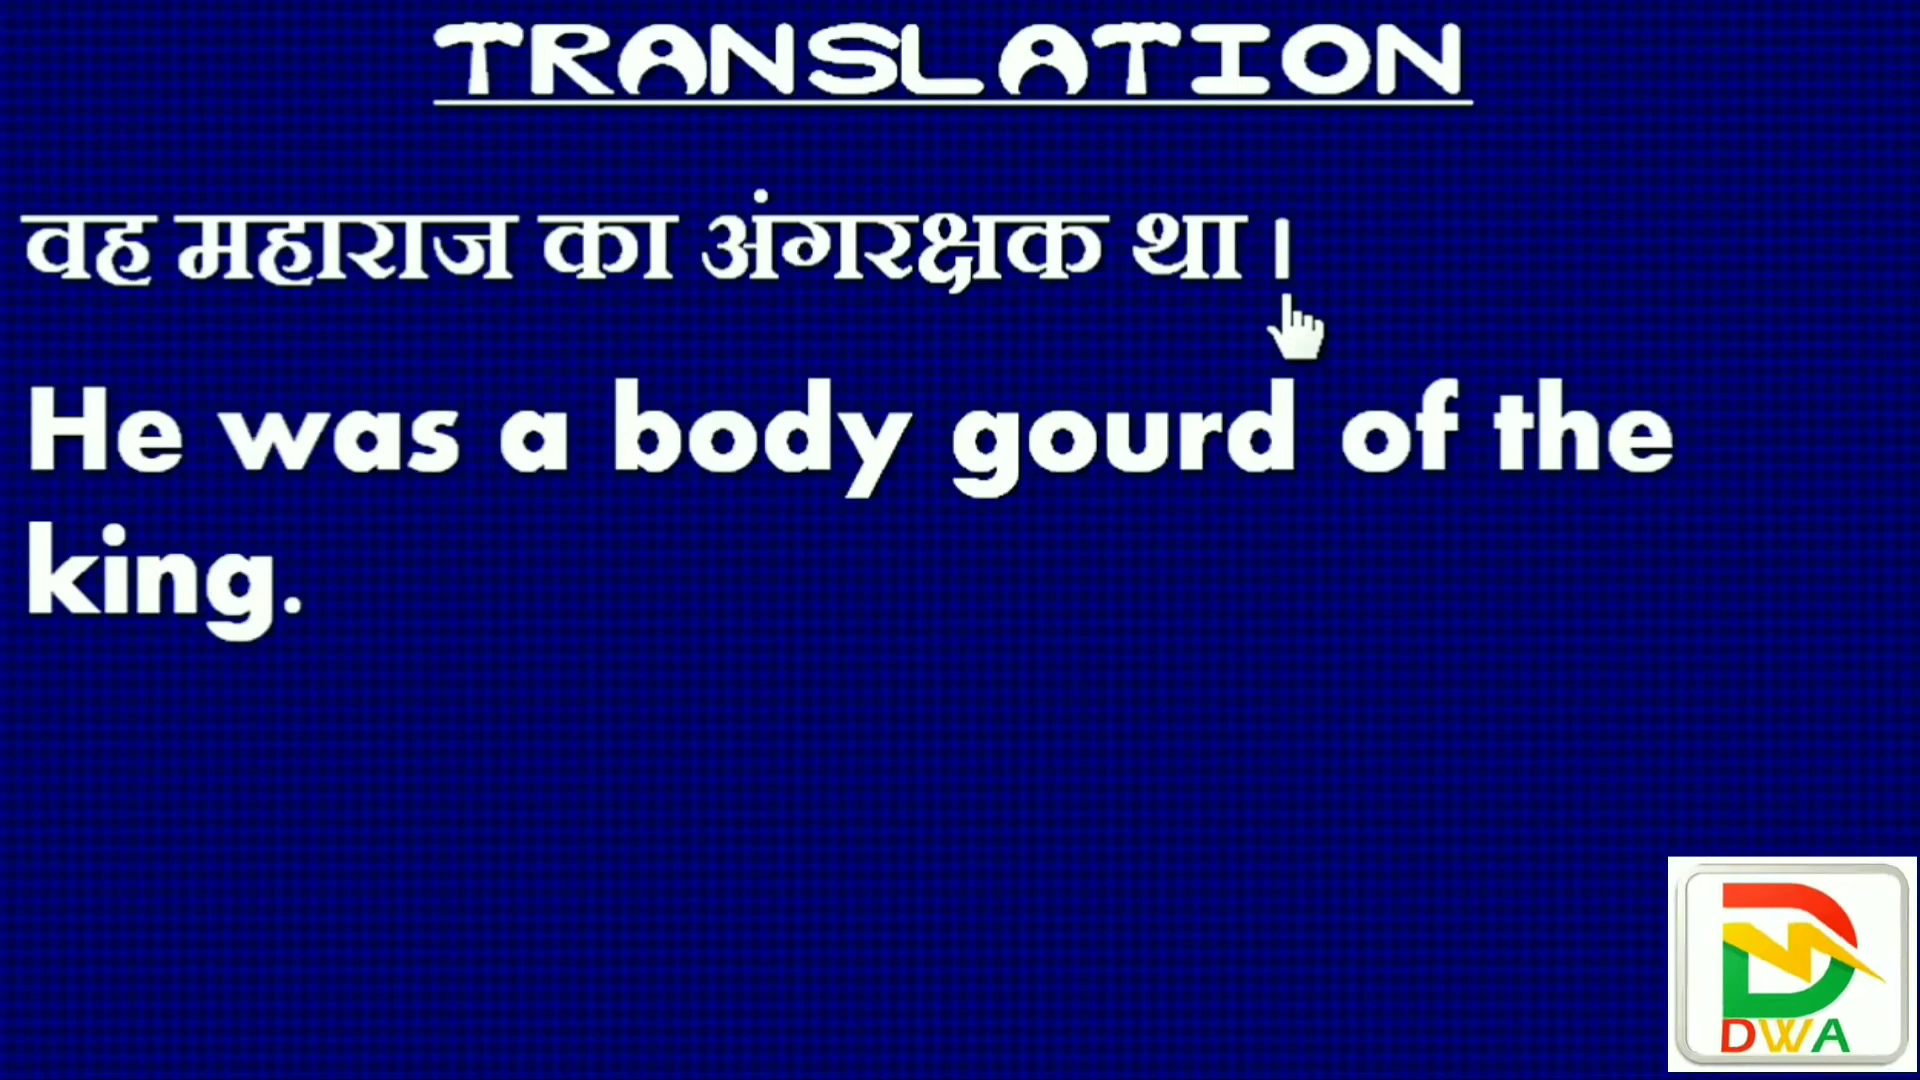 TRANSLATION
वह महाराज का अंगरक्षक था ।
He was a body gourd of the
king.
DWA